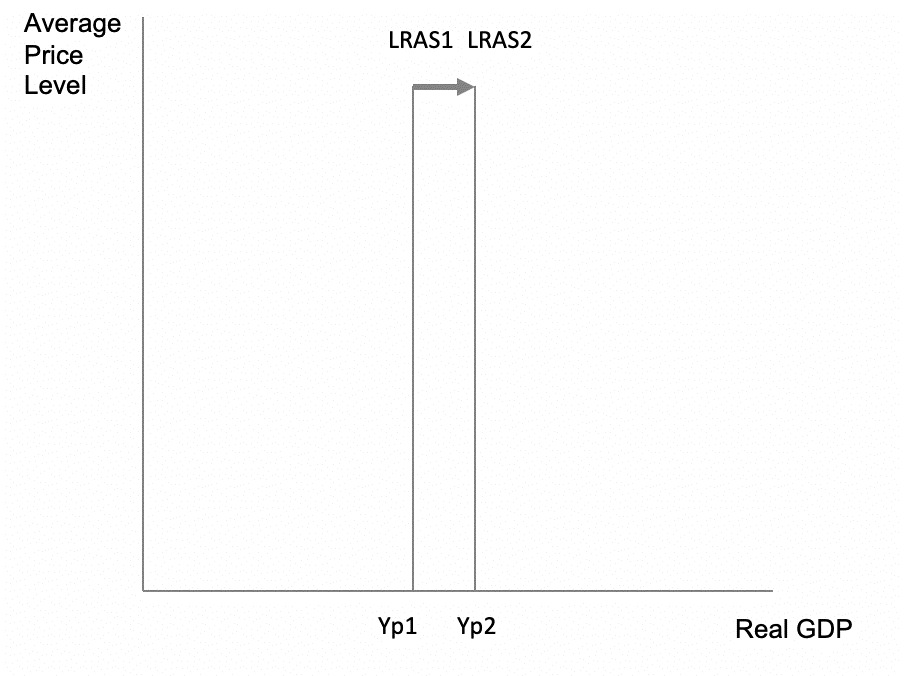 Average
Price
Level
LRAS1 LRAS2
Yp1 Yp2
Real GDP